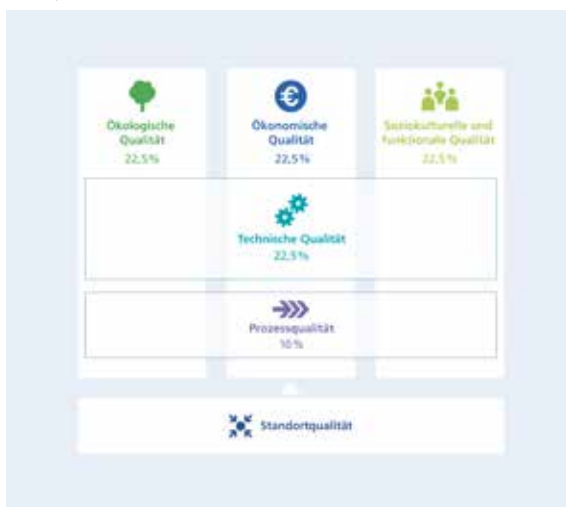 Ökologische
Qualität
22,5 %
Ökonomische
Qualität
22,5 %
Soziokulturelle und
funktionale Qualität
22,5 %
Technische Qualität
22,5 %
Prozessqualität
10 %
Standortqualität